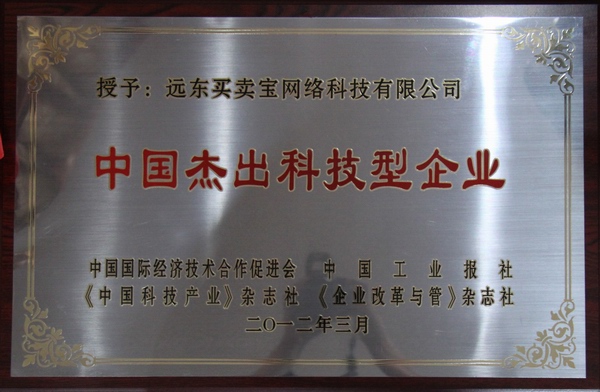 授予：远东买卖宝网络科技有限公司
中国杰出科技型企业
中国国际经济技术合作促进会 中国工业报社
《中国科技产业》杂志社 《企业改革与管》杂志社
二〇一二年三月